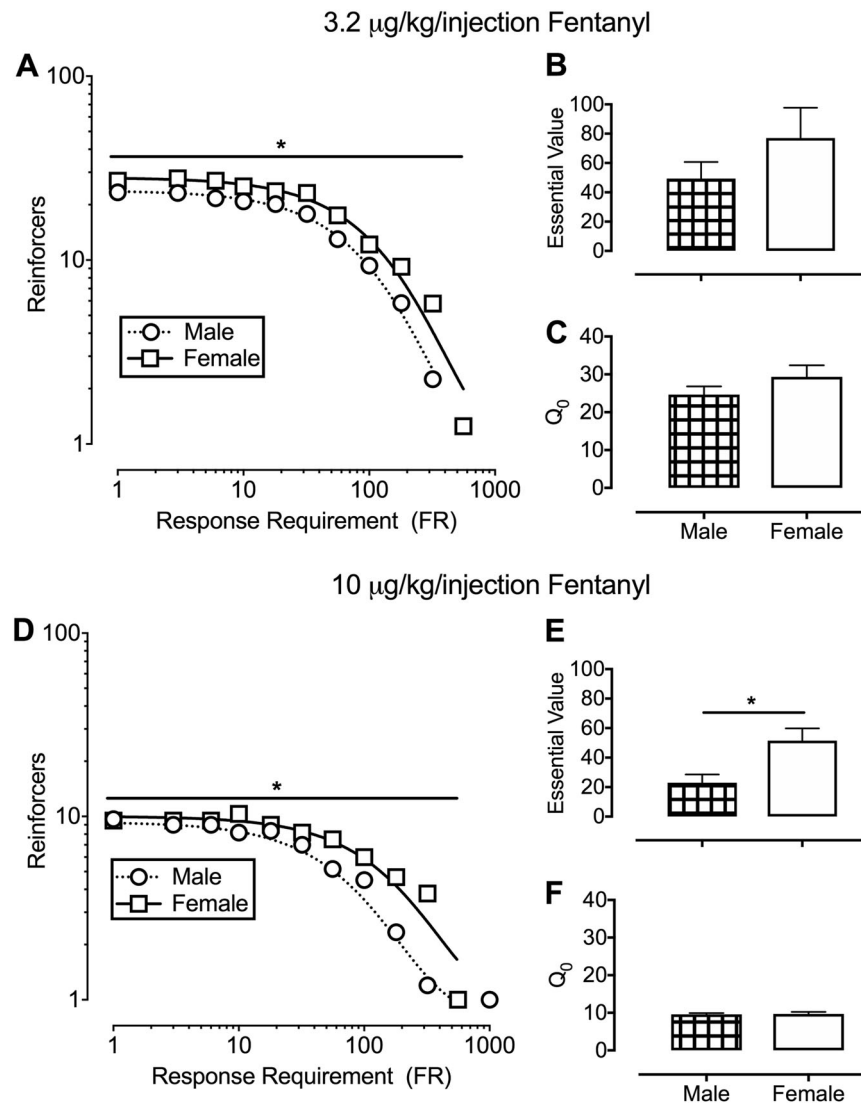 3.2 μg/kg/injection Fentanyl
A
100
10
1
Reinforcers
*
Male
Female
1
10
100
1000
Response Requirement (FR)
B
100
80
60
40
20
0
Essential Value
C
40
30
20
10
0
Q0
Male
Female
10 μg/kg/injection Fentanyl
D
100
10
1
Reinforcers
*
Male
Female
1
10
100
1000
Response Requirement (FR)
E
100
80
60
40
20
0
Essential Value
*
F
40
30
20
10
0
Q0
Male
Female